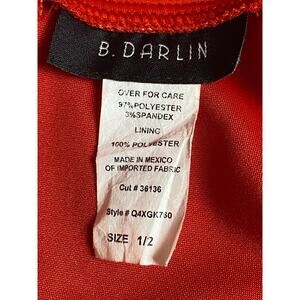 B. DARLIN
OVER FOR CARE
97%POLYESTER
3%SPANDEX
LINING
100% POLYESTER
MADE IN MEXICO
OF IMPORTED FABRIC
Cut # 36136
Style # Q4XGK730
SIZE 1/2